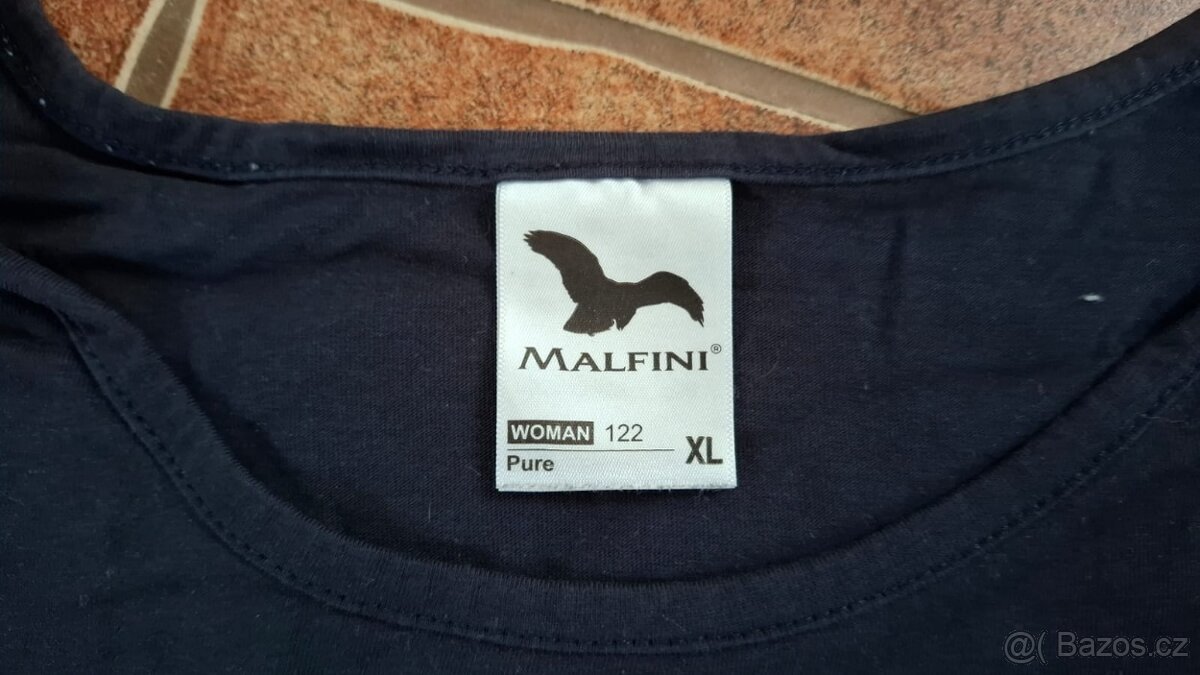 MALFINI®
WOMAN 122
Pure
XL
@( Bazos.cz